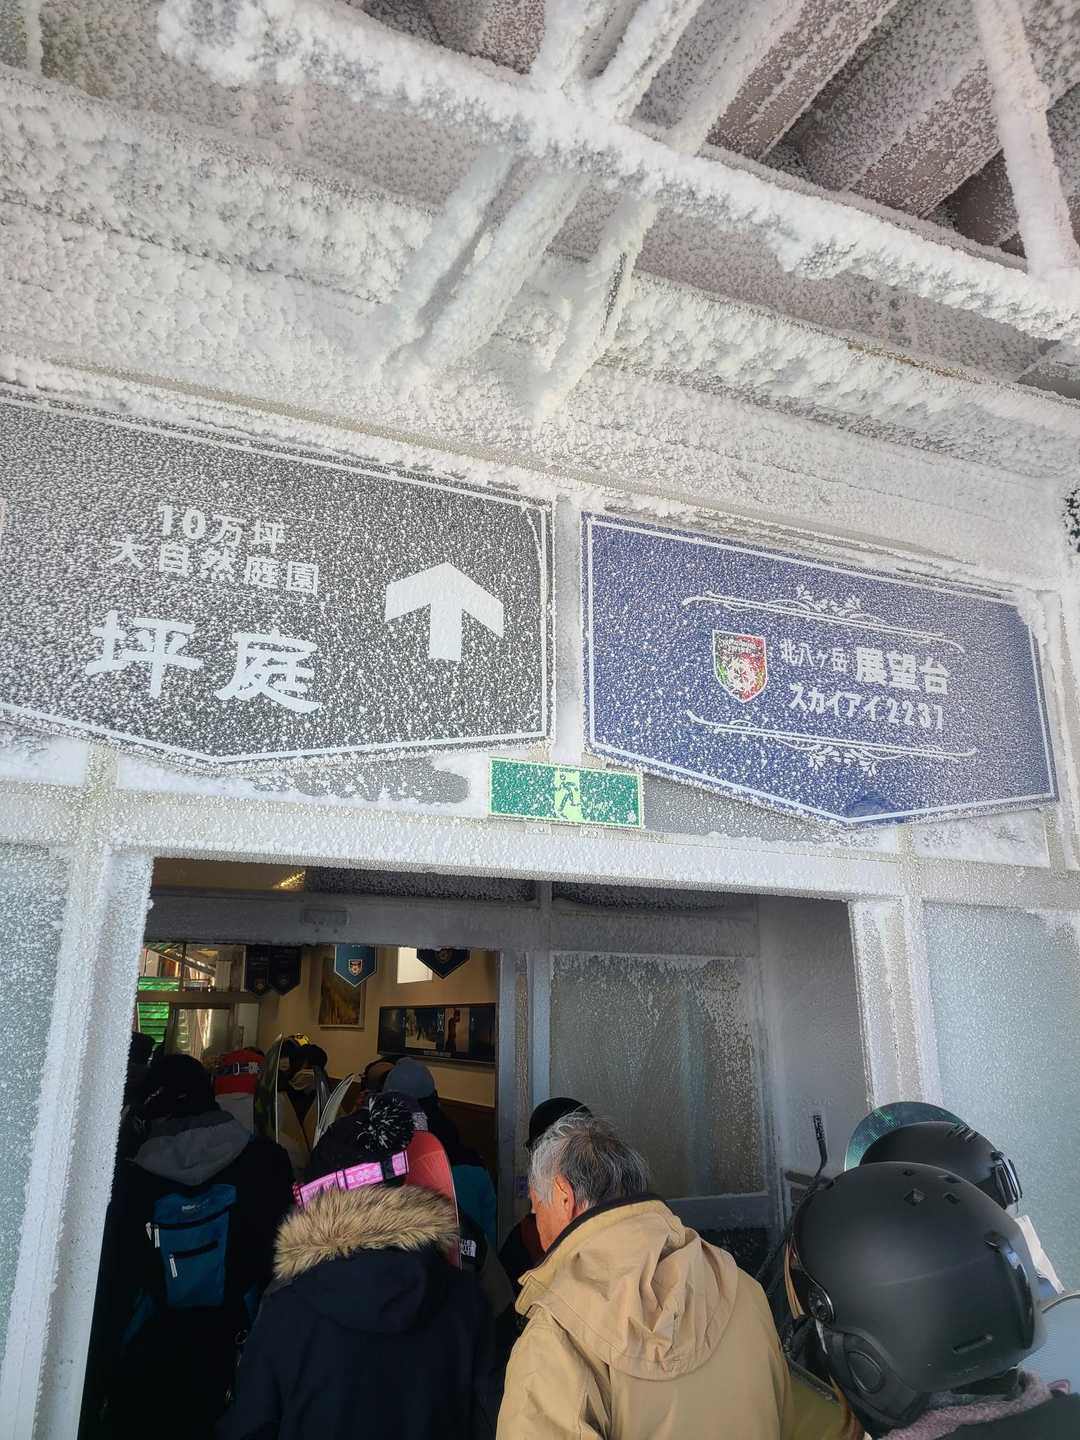 10万坪
大自然庭園
坪庭
北八ヶ岳 展望台
スカイアイ2237